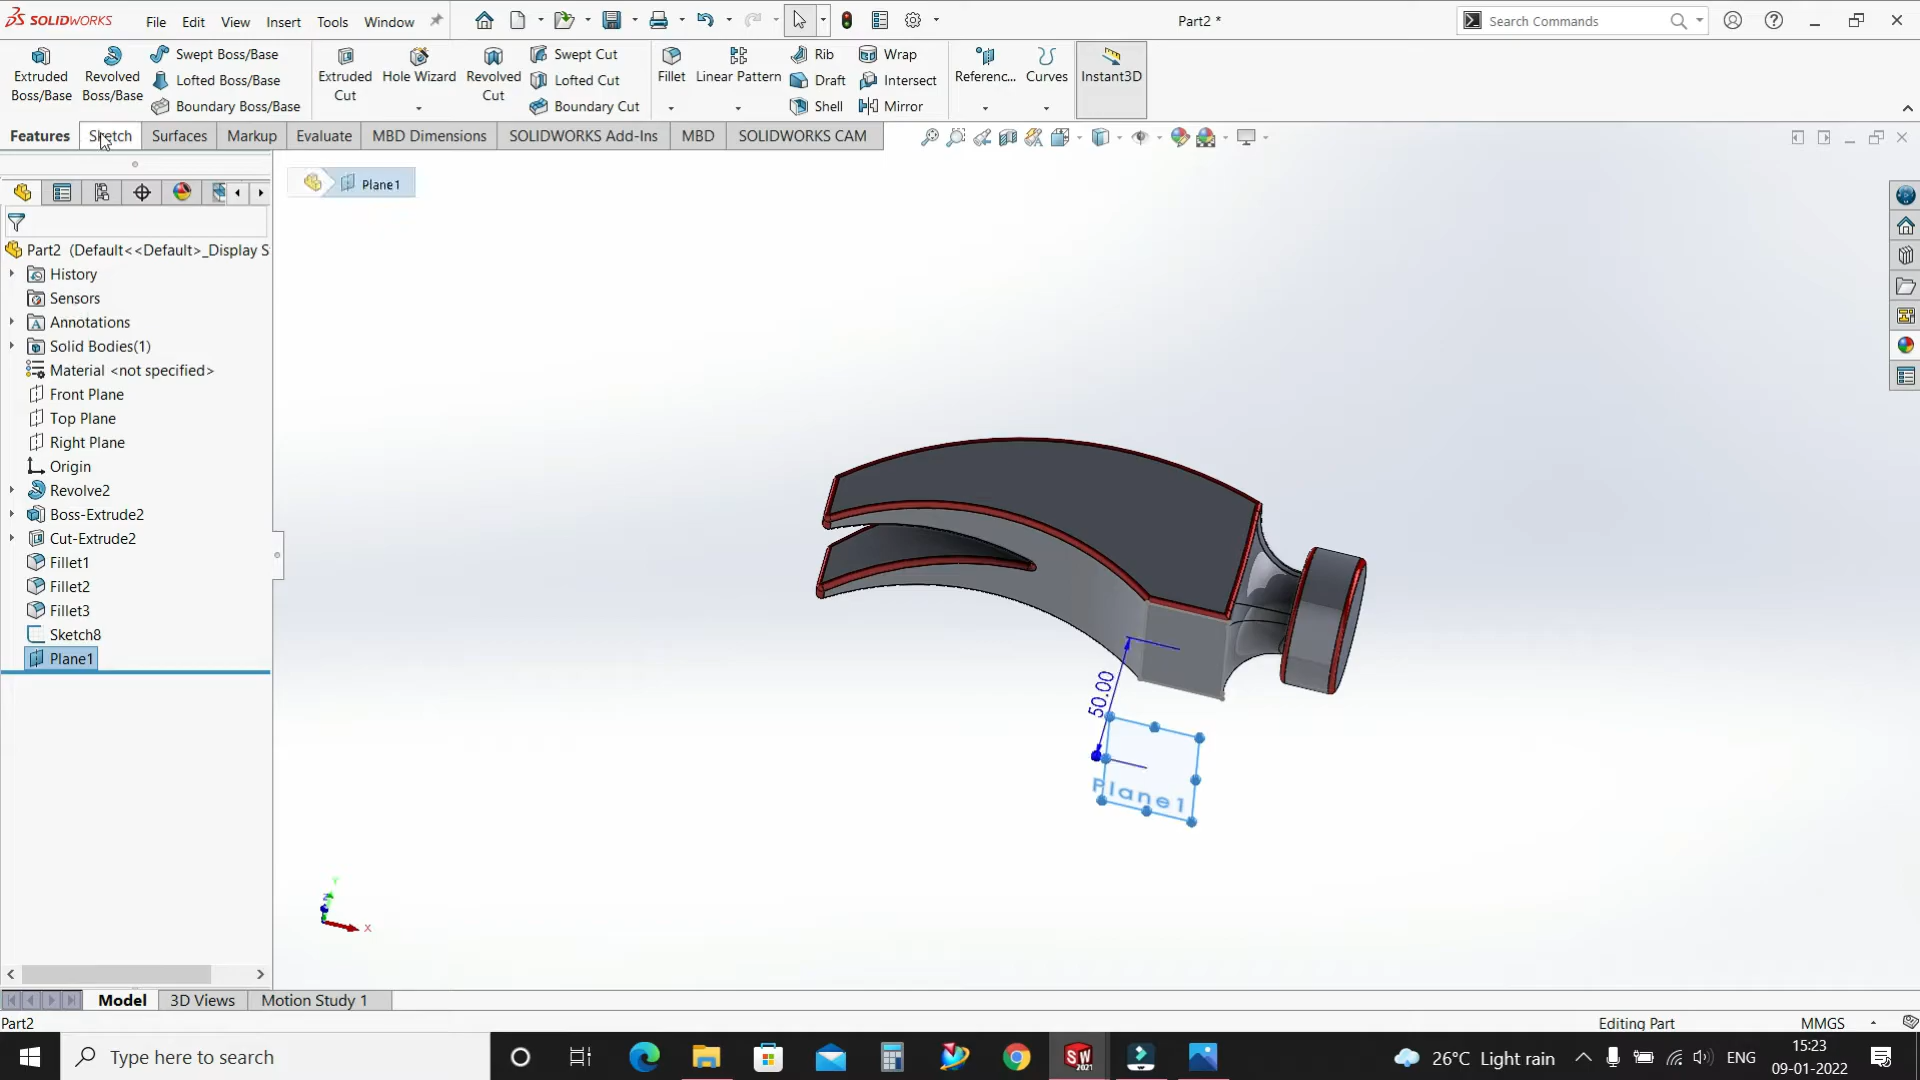 SOLIDWORKS File Edit View Insert Tools Window Part2 * Search Commands
Extruded Boss/Base Revolved Boss/Base Swept Boss/Base Lofted Boss/Base Boundary Boss/Base Extruded Cut Hole Wizard Revolved Cut Swept Cut Lofted Cut Boundary Cut Fillet Linear Pattern Rib Draft Shell Wrap Intersect Mirror Referenc... Curves Instant3D
Features Sketch Surfaces Markup Evaluate MBD Dimensions SOLIDWORKS Add-Ins MBD SOLIDWORKS CAM
Plane1
Part2 (Default<<Default>_Display S
History
Sensors
Annotations
Solid Bodies(1)
Material <not specified>
Front Plane
Top Plane
Right Plane
Origin
Revolve2
Boss-Extrude2
Cut-Extrude2
Fillet1
Fillet2
Fillet3
Sketch8
Plane1
50.00
Plane1
Y
X
Model 3D Views Motion Study 1
Part2 Editing Part MMGS
Type here to search SW 2021 26°C Light rain ENG 15:23
09-01-2022